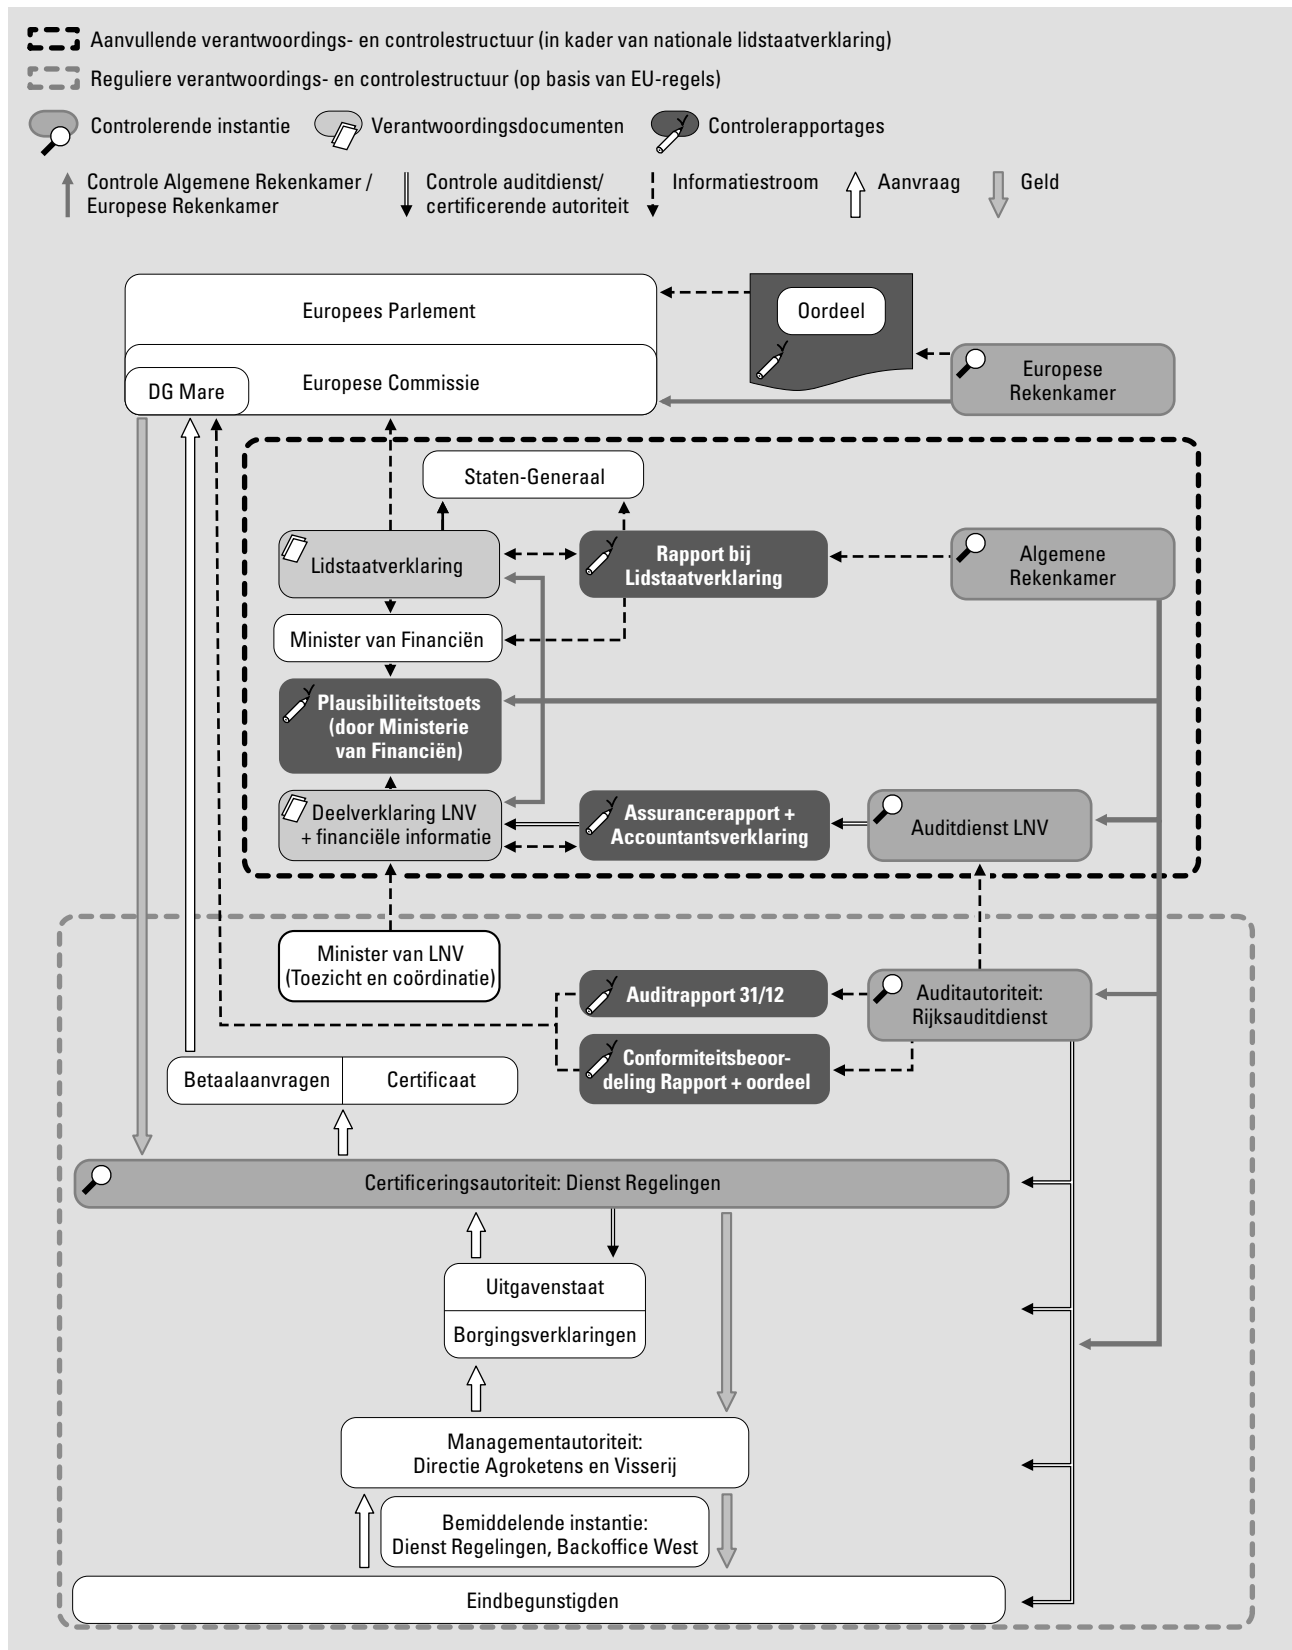 Aanvullende verantwoordings- en controlestructuur (in kader van nationale lidstaatverklaring)
Reguliere verantwoordings- en controlestructuur (op basis van EU-regels)
Controlerende instantie
Verantwoordingsdocumenten
Controlerapportages
Controle Algemene Rekenkamer /
Europese Rekenkamer
Controle auditdienst/
certificerende autoriteit
Informatiestroom
Aanvraag
Geld
Europees Parlement
Oordeel
Europese Commissie
DG Mare
Europese
Rekenkamer
Staten-Generaal
Lidstaatverklaring
Rapport bij
Lidstaatverklaring
Algemene
Rekenkamer
Minister van Financiën
Plausibiliteitstoets
(door Ministerie
van Financiën)
Deelverklaring LNV
+ financiële informatie
Assurancerapport +
Accountantsverklaring
Auditdienst LNV
Minister van LNV
(Toezicht en coördinatie)
Auditrapport 31/12
Auditautoriteit:
Rijksauditdienst
Conformiteitsbeoor-
deling Rapport + oordeel
Betaalaanvragen
Certificaat
Certificeringsautoriteit: Dienst Regelingen
Uitgavenstaat
Borgingsverklaringen
Managementautoriteit:
Directie Agroketens en Visserij
Bemiddelende instantie:
Dienst Regelingen, Backoffice West
Eindbegunstigden